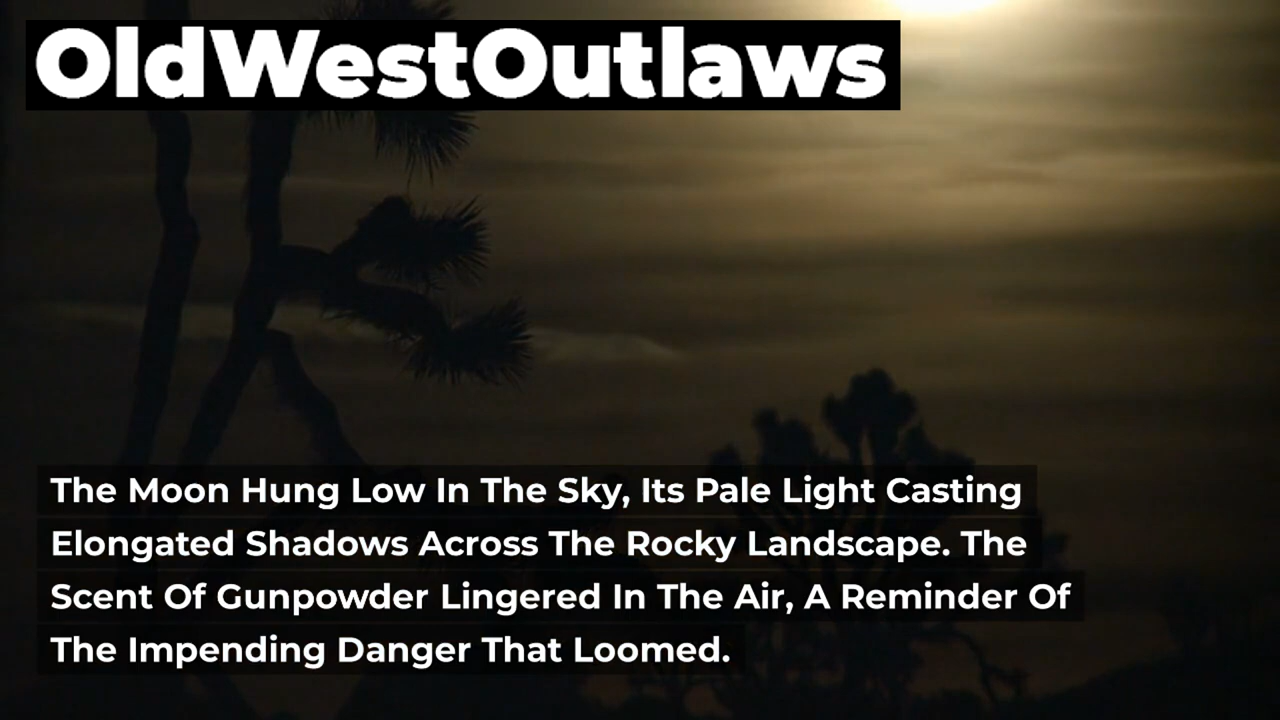 OldWestOutlaws
The Moon Hung Low In The Sky, Its Pale Light Casting
Elongated Shadows Across The Rocky Landscape. The
Scent Of Gunpowder Lingered In The Air, A Reminder Of
The Impending Danger That Loomed.